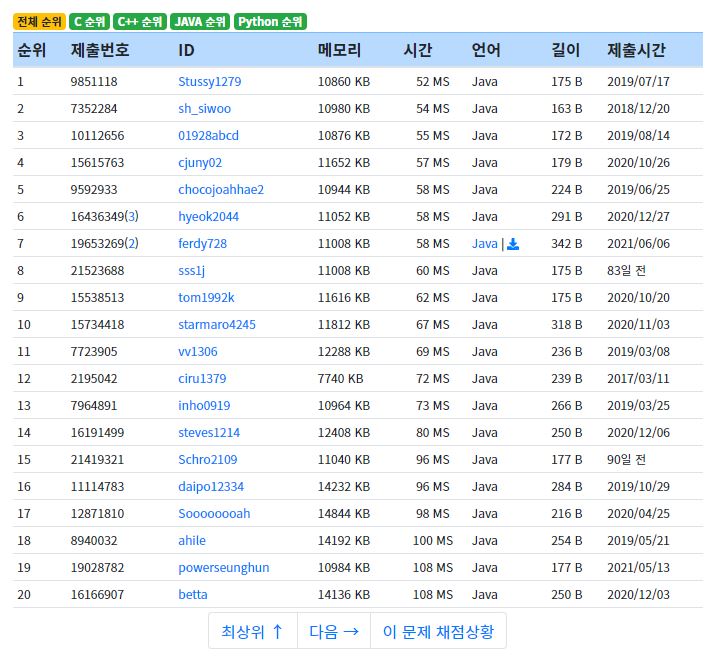 전체 순위 C 순위 C++ 순위 JAVA 순위 Python 순위
순위 제출번호 ID 메모리 시간 언어 길이 제출시간
1 9851118 Stussy1279 10860 KB 52 MS Java 175 B 2019/07/17
2 7352284 sh_siwoo 10980 KB 54 MS Java 163 B 2018/12/20
3 10112656 01928abcd 10876 KB 55 MS Java 172 B 2019/08/14
4 15615763 cjuny02 11652 KB 57 MS Java 179 B 2020/10/26
5 9592933 chocojoahhae2 10944 KB 58 MS Java 224 B 2019/06/25
6 16436349(3) hyeok2044 11052 KB 58 MS Java 291 B 2020/12/27
7 19653269(2) ferdy728 11008 KB 58 MS Java | 342 B 2021/06/06
8 21523688 sss1j 11008 KB 60 MS Java 175 B 83일 전
9 15538513 tom1992k 11616 KB 62 MS Java 175 B 2020/10/20
10 15734418 starmaro4245 11812 KB 67 MS Java 318 B 2020/11/03
11 7723905 vv1306 12288 KB 69 MS Java 236 B 2019/03/08
12 2195042 ciru1379 7740 KB 72 MS Java 239 B 2017/03/11
13 7964891 inho0919 10964 KB 73 MS Java 266 B 2019/03/25
14 16191499 steves1214 12408 KB 80 MS Java 250 B 2020/12/06
15 21419321 Schro2109 11040 KB 96 MS Java 177 B 90일 전
16 11114783 daipo12334 14232 KB 96 MS Java 284 B 2019/10/29
17 12871810 Soooooooah 14844 KB 98 MS Java 216 B 2020/04/25
18 8940032 ahile 14192 KB 100 MS Java 254 B 2019/05/21
19 19028782 powerseunghun 10984 KB 108 MS Java 177 B 2021/05/13
20 16166907 betta 14136 KB 108 MS Java 250 B 2020/12/03
최상위 ↑ 다음 → 이 문제 채점상황